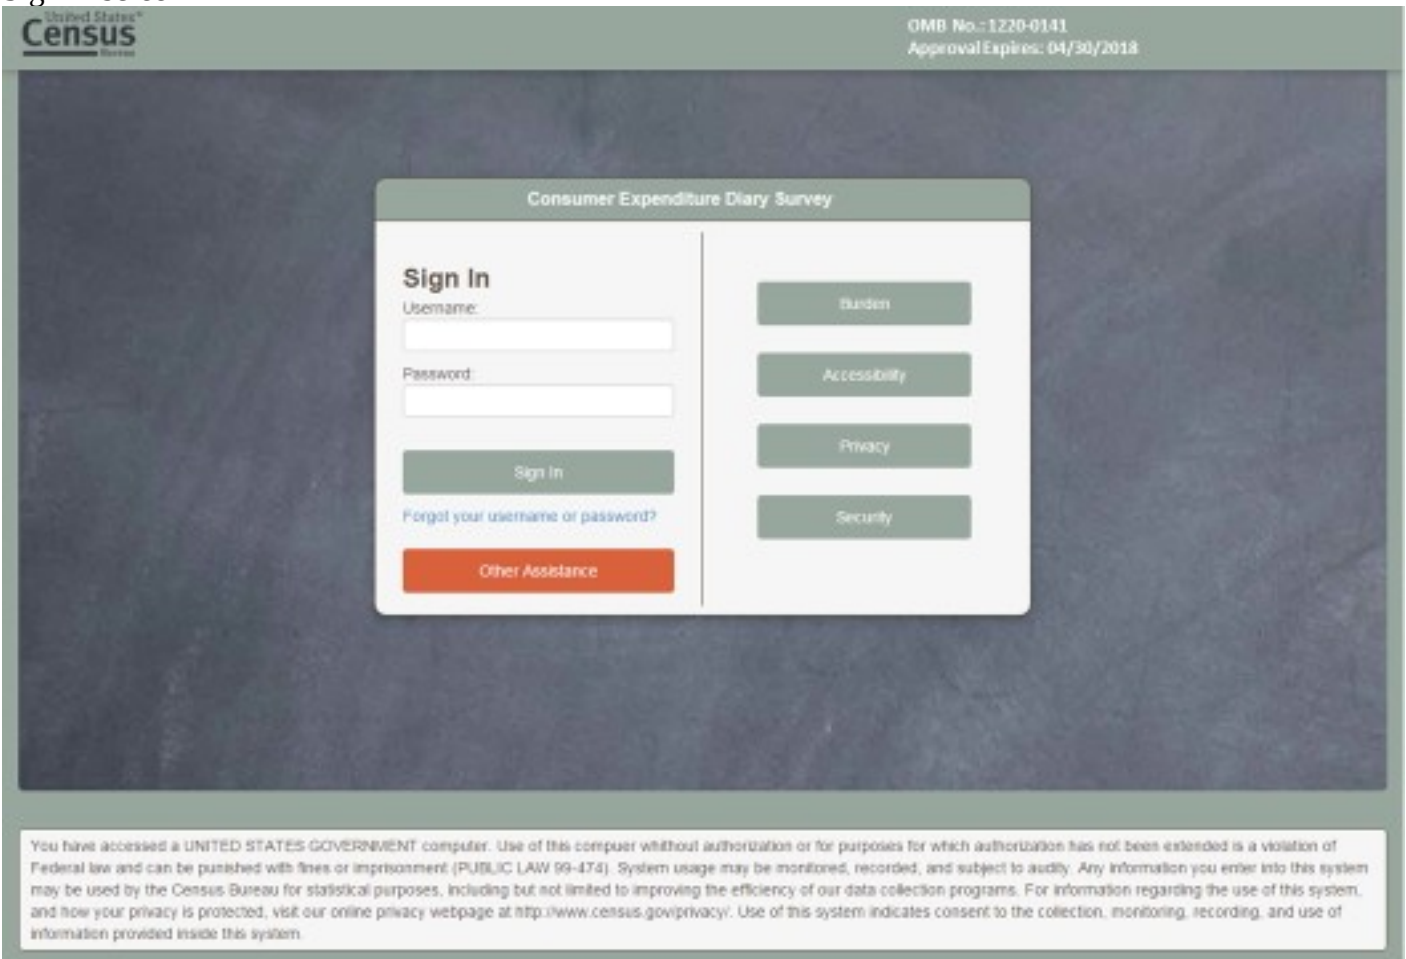 United States™
Census
Bureau
OMB No.: 1220-0141
Approval Expires: 04/30/2018
Consumer Expenditure Diary Survey
Sign In
Username:
Password:
Sign In
Forgot your username or password?
Other Assistance
Burden
Accessibility
Privacy
Security
You have accessed a UNITED STATES GOVERNMENT computer. Use of this compuer whithout authorization or for purposes for which authorization has not been extended is a violation of
Federal law and can be punished with fines or imprisonment (PUBLIC LAW 99-474). System usage may be monitored, recorded, and subject to audity. Any information you enter into this system
may be used by the Census Bureau for statistical purposes, including but not limited to improving the efficiency of our data collection programs. For information regarding the use of this system,
and how your privacy is protected, visit our online privacy webpage at http://www.census.gov/privacy/. Use of this system indicates consent to the collection, monitoring, recording, and use of
information provided inside this system.